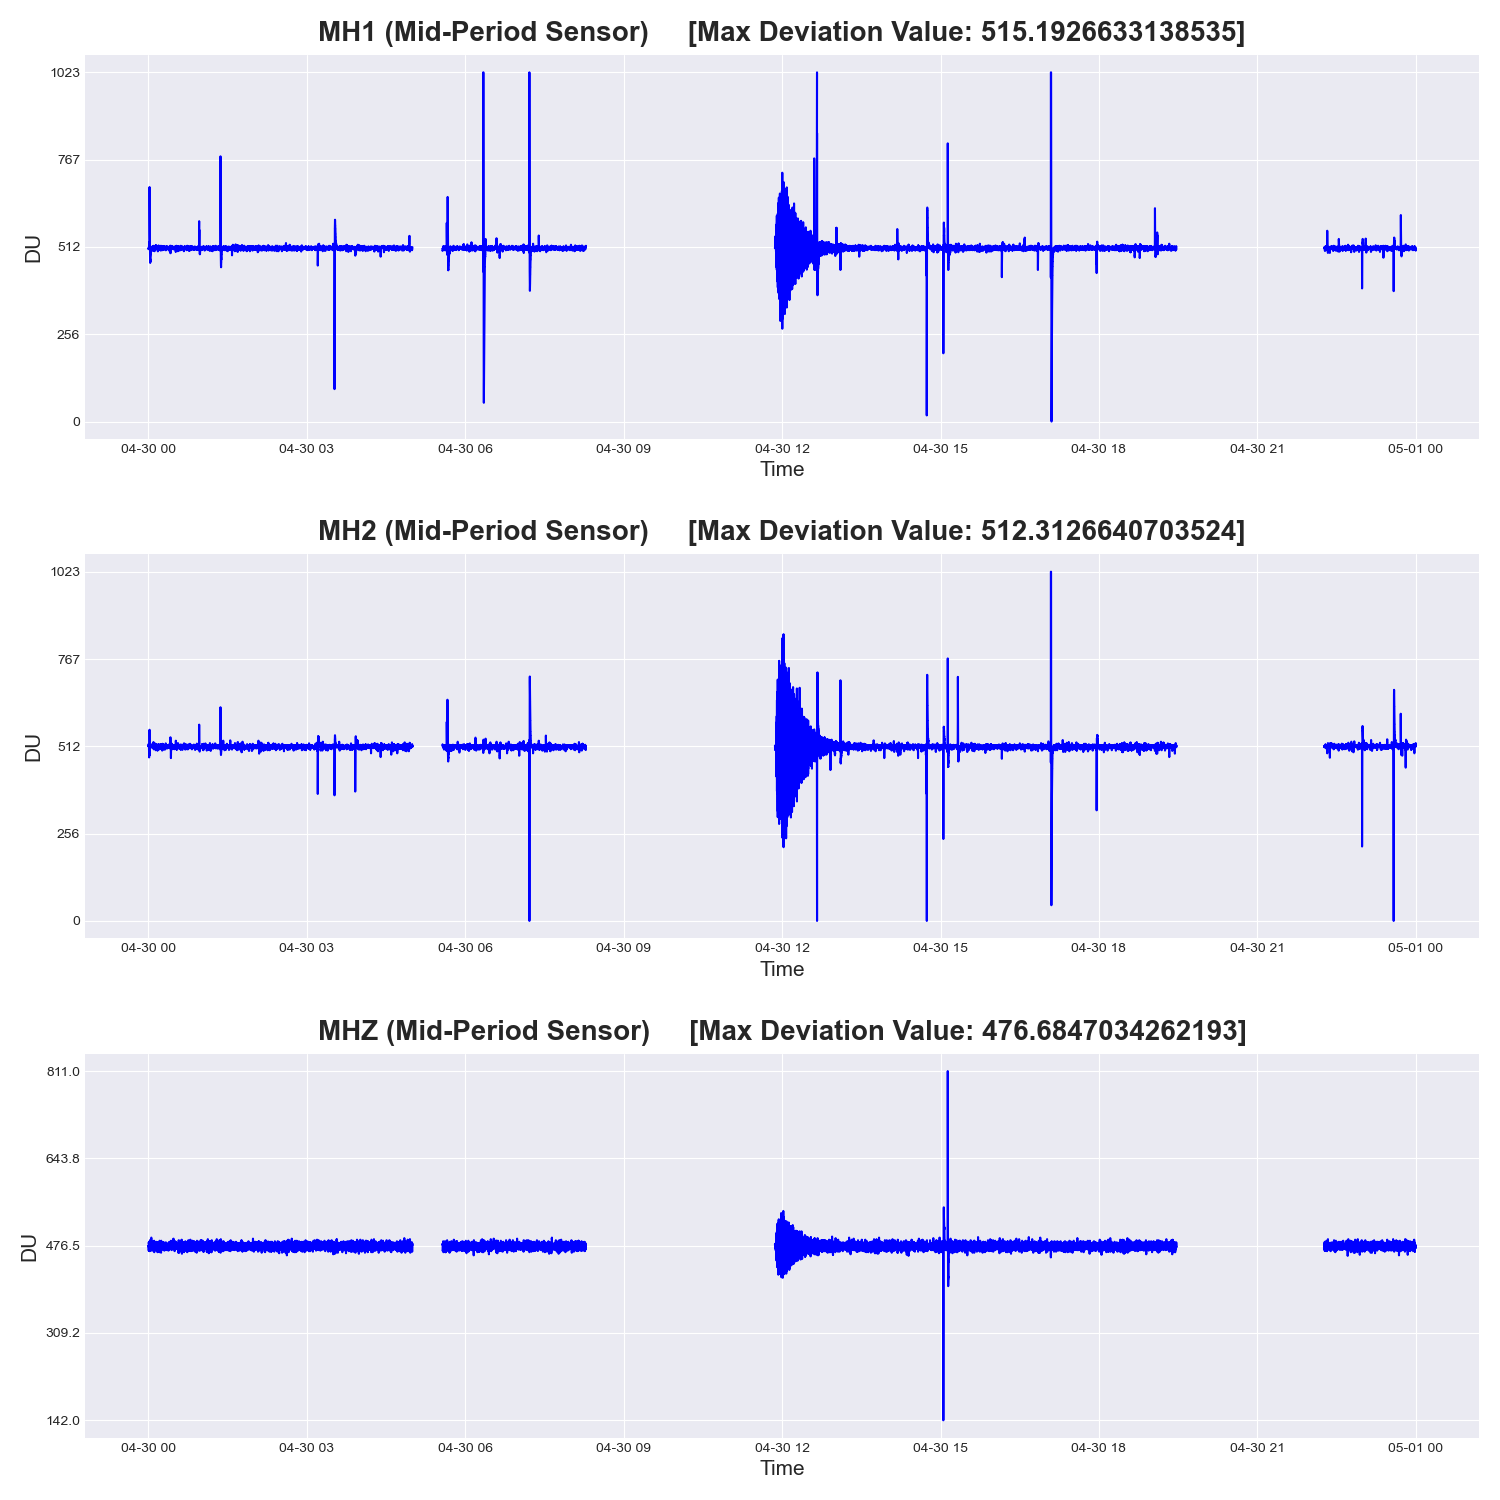 MH1 (Mid-Period Sensor) [Max Deviation Value: 515.1926633138535]
1023
767
512
256
0
DU
04-30 00 04-30 03 04-30 06 04-30 09 04-30 12 04-30 15 04-30 18 04-30 21 05-01 00
Time
MH2 (Mid-Period Sensor) [Max Deviation Value: 512.3126640703524]
1023
767
512
256
0
DU
04-30 00 04-30 03 04-30 06 04-30 09 04-30 12 04-30 15 04-30 18 04-30 21 05-01 00
Time
MHZ (Mid-Period Sensor) [Max Deviation Value: 476.6847034262193]
811.0
643.8
476.5
309.2
142.0
DU
04-30 00 04-30 03 04-30 06 04-30 09 04-30 12 04-30 15 04-30 18 04-30 21 05-01 00
Time